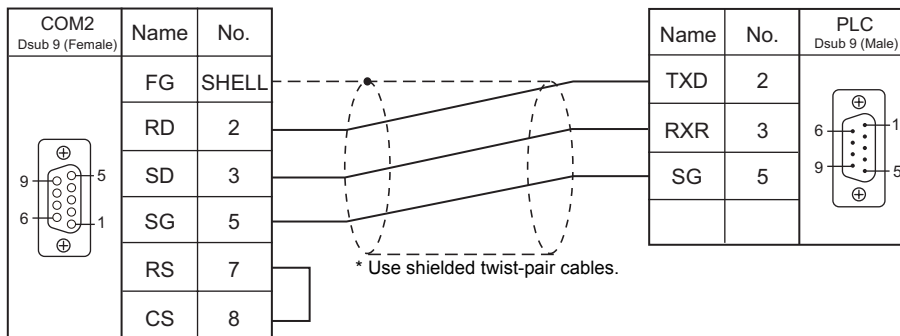 COM2
Dsub 9 (Female)
Name No.
FG SHELL
RD 2
SD 3
SG 5
RS 7
CS 8
9
5
6
1
* Use shielded twist-pair cables.
Name No.
PLC
Dsub 9 (Male)
TXD 2
RXR 3
SG 5
6
1
9
5